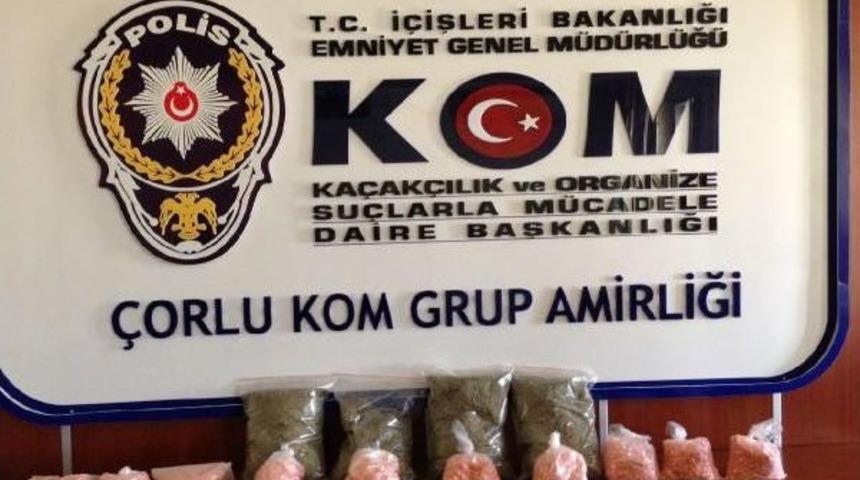 POLİS
T.C. İÇİŞLERİ BAKANLIĞI
EMNİYET GENEL MÜDÜRLÜĞÜ
KOM
KAÇAKÇILIK ve ORGANİZE
SUÇLARLA MÜCADELE
DAİRE BAŞKANLIĞI
ÇORLU KOM GRUP AMİRLİĞİ